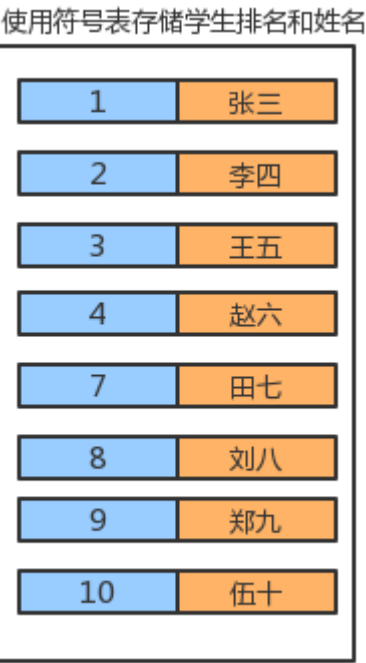 使用符号表存储学生排名和姓名
1 张三
2 李四
3 王五
4 赵六
7 田七
8 刘八
9 郑九
10 伍十